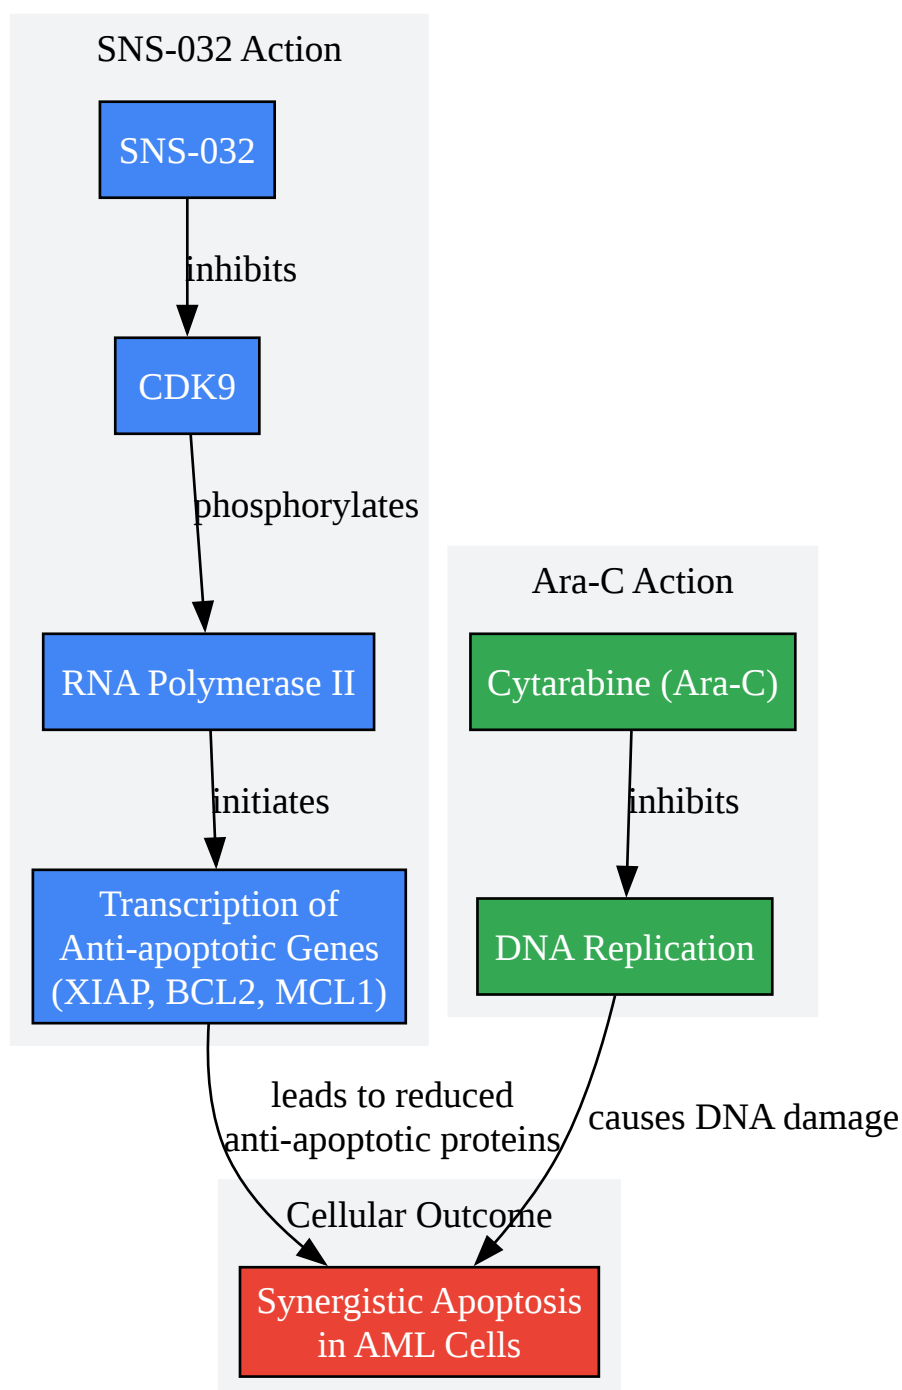 SNS-032 Action
SNS-032
inhibits
CDK9
phosphorylates
RNA Polymerase II
initiates
Transcription of
Anti-apoptotic Genes
(XIAP, BCL2, MCL1)
leads to reduced
anti-apoptotic proteins
Ara-C Action
Cytarabine (Ara-C)
inhibits
DNA Replication
causes DNA damage
Cellular Outcome
Synergistic Apoptosis
in AML Cells